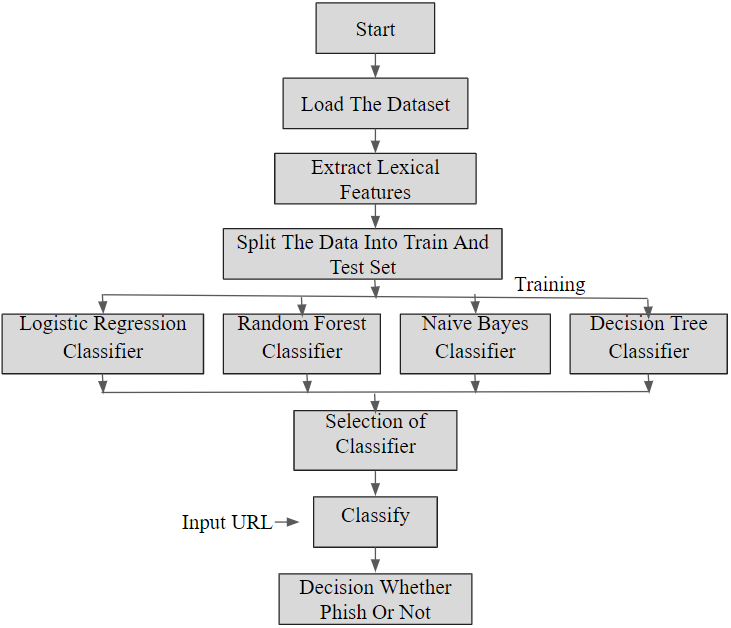 Start
Load The Dataset
Extract Lexical
Features
Split The Data Into Train And
Test Set
Training
Logistic Regression
Classifier
Random Forest
Classifier
Naive Bayes
Classifier
Decision Tree
Classifier
Selection of
Classifier
Input URL
Classify
Decision Whether
Phish Or Not